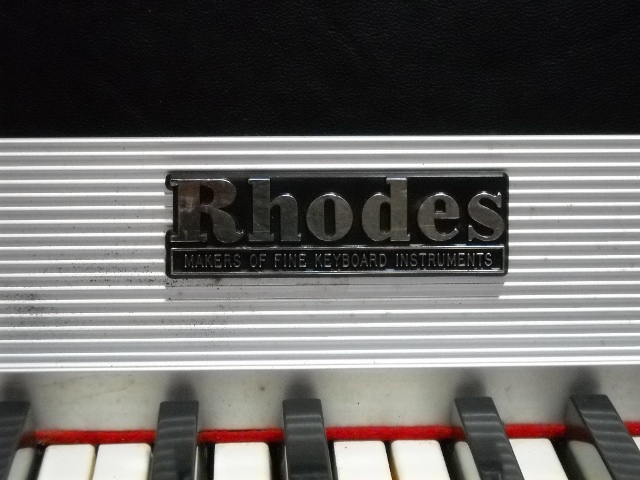 Rhodes
MAKERS OF FINE KEYBOARD INSTRUMENTS